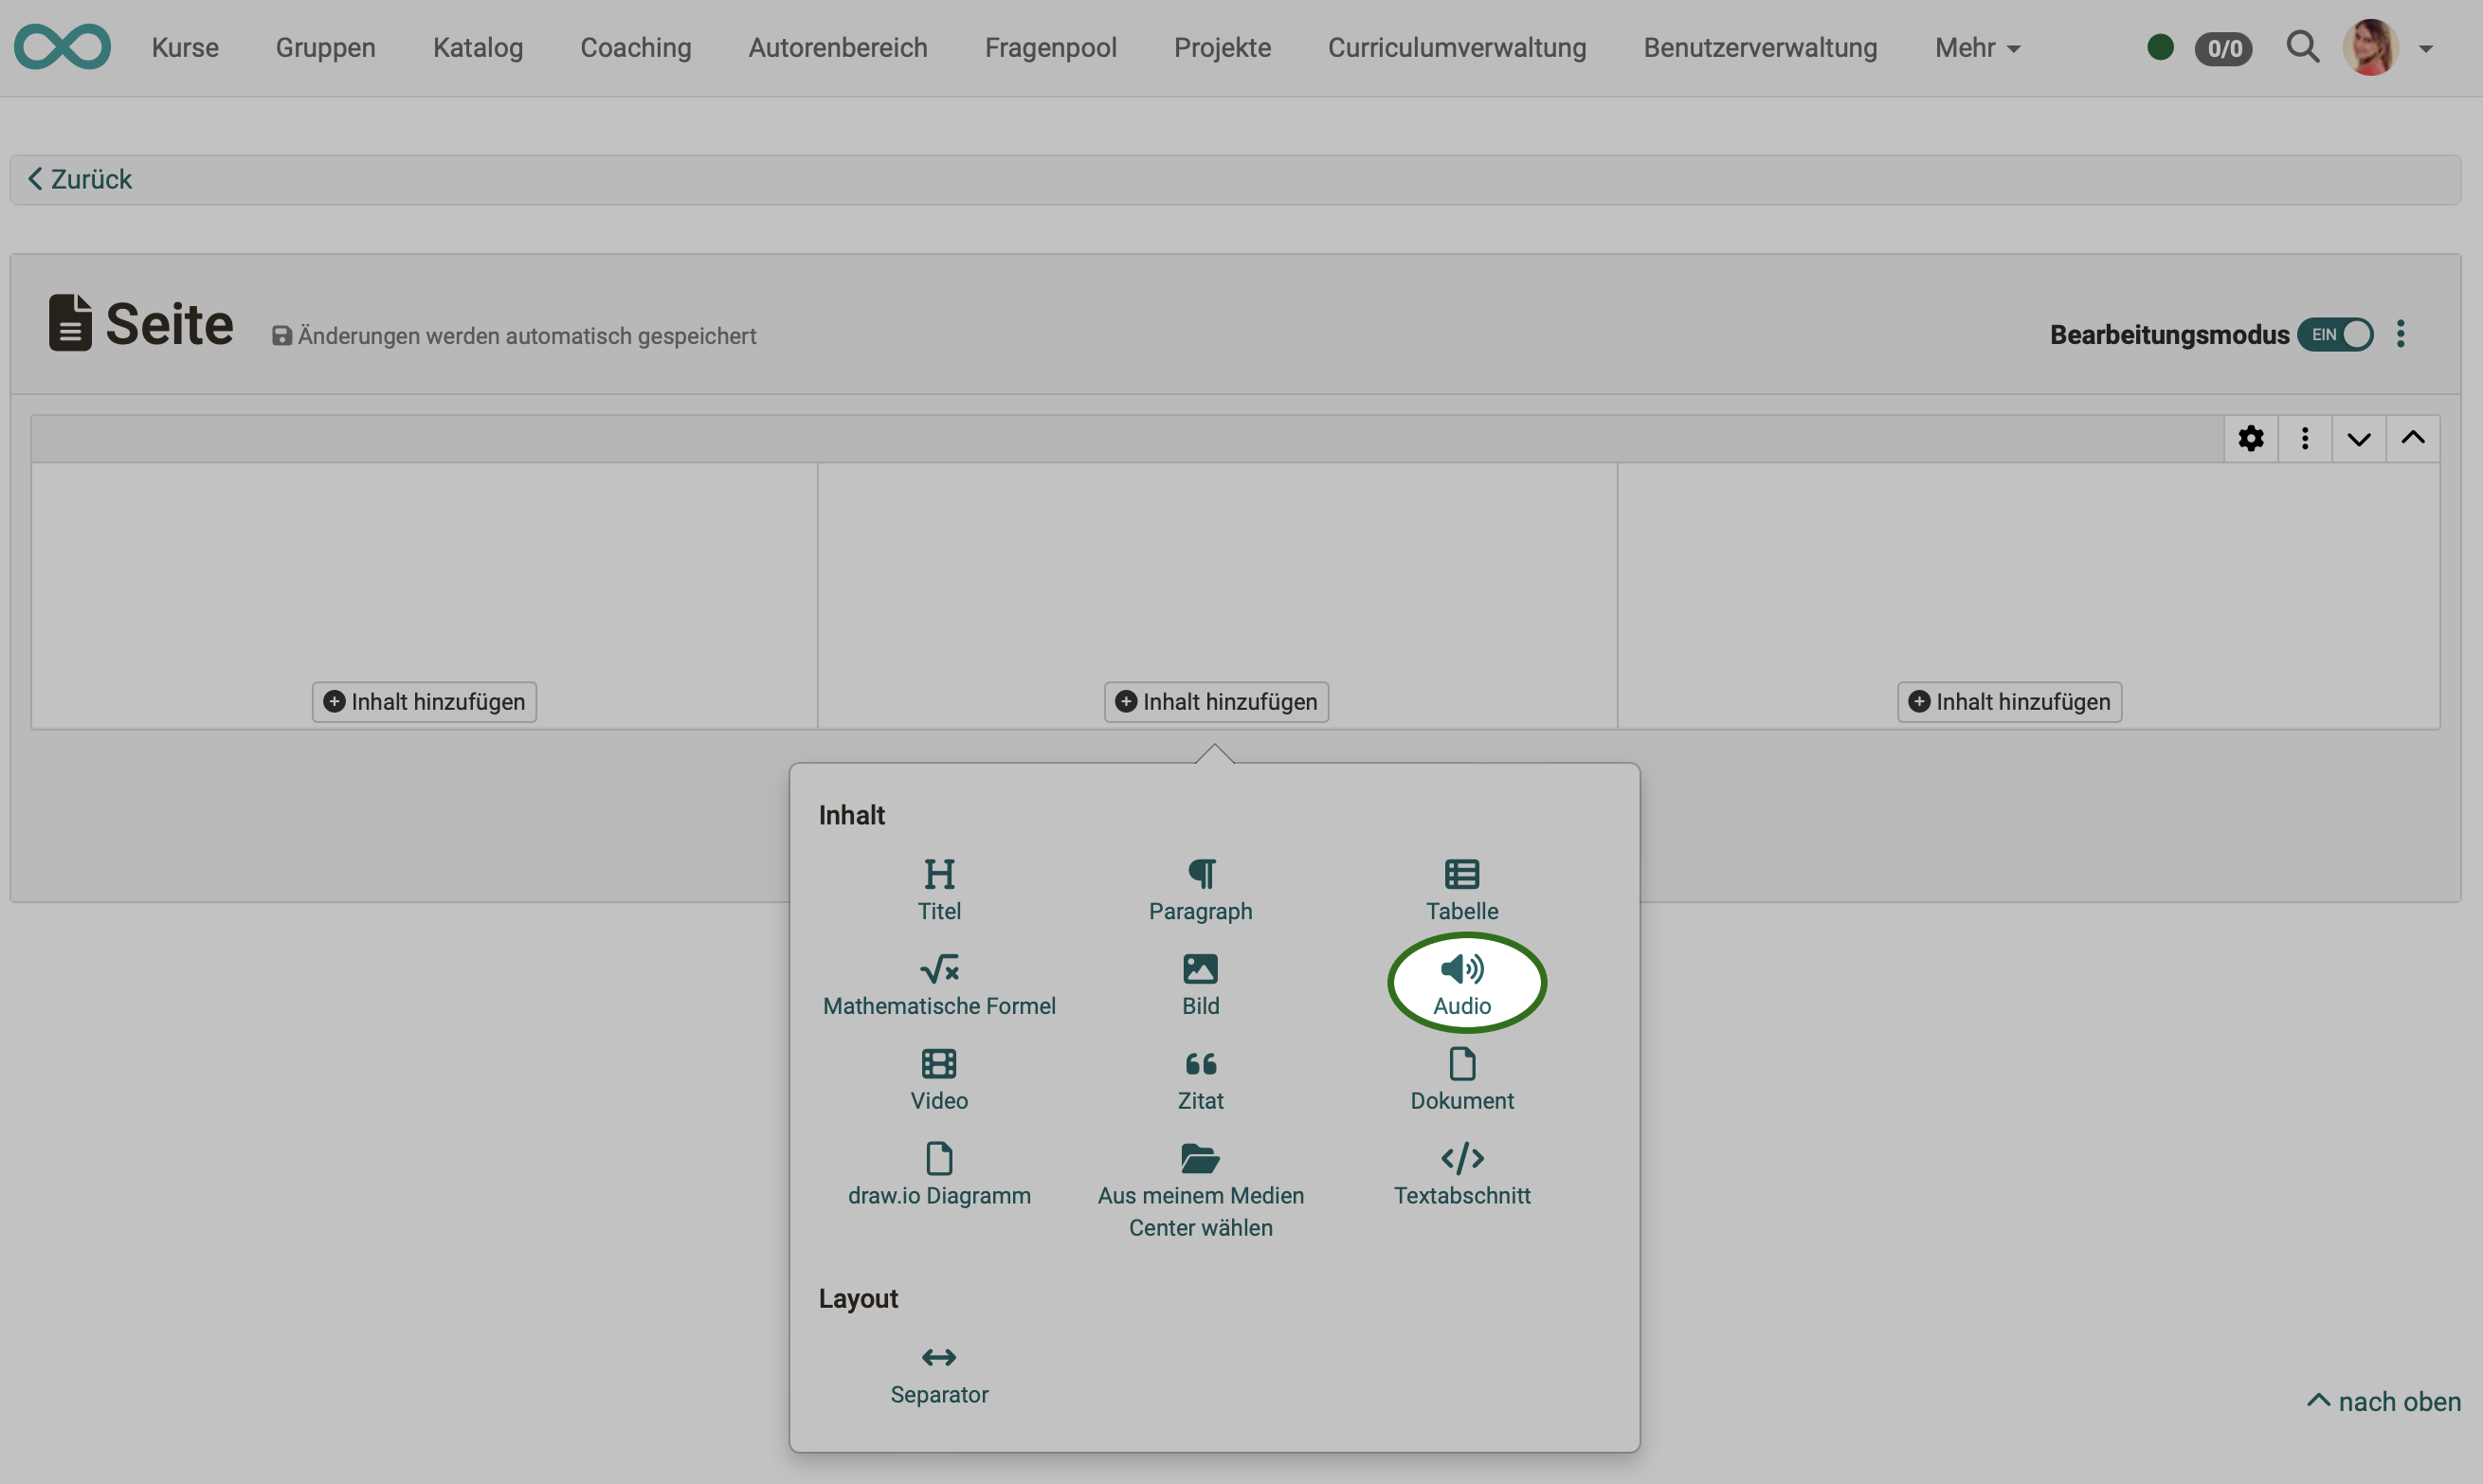 Kurse Gruppen Katalog Coaching Autorenbereich Fragenpool Projekte Curriculumverwaltung Benutzerverwaltung Mehr 0/0
Zurück
Seite Änderungen werden automatisch gespeichert Bearbeitungsmodus EIN
Inhalt hinzufügen Inhalt hinzufügen Inhalt hinzufügen
Inhalt
Titel Paragraph Tabelle
Mathematische Formel Bild Audio
Video Zitat Dokument
draw.io Diagramm Aus meinem Medien Textabschnitt
Center wählen
Layout
Separator
nach oben